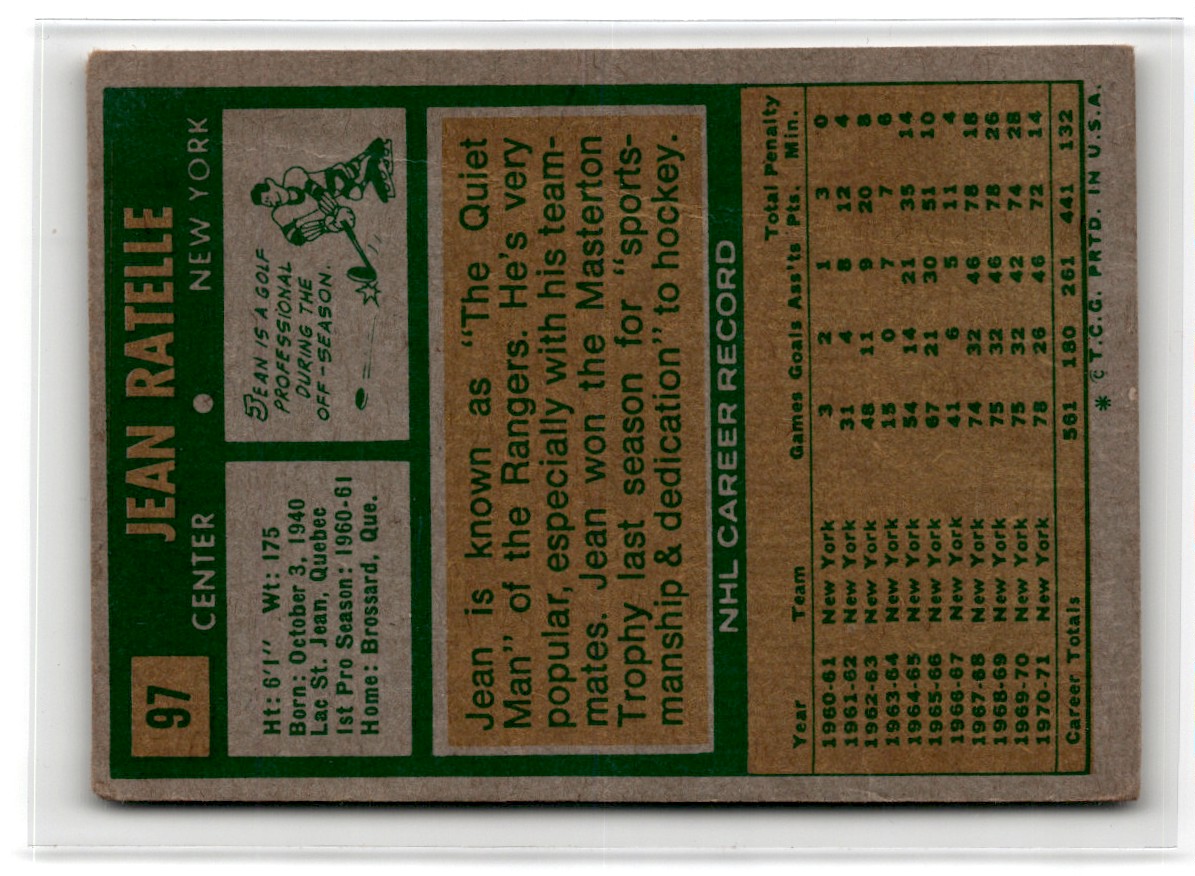 97
JEAN RATELLE
CENTER ● NEW YORK
Ht: 6'1" Wt: 175
Born: October 3, 1940
Lac St. Jean, Quebec
1st Pro Season: 1960-61
Home: Brossard, Que.
JEAN IS A GOLF
PROFESSIONAL
DURING THE
OFF-SEASON.
Jean is known as "The Quiet
Man" of the Rangers. He's very
popular, especially with his team-
mates. Jean won the Masterton
Trophy last season for "sports-
manship & dedication" to hockey.
NHL CAREER RECORD
Year Team Games Goals Ass'ts Total Pts. Penalty Min.
1960-61 New York 3 2 1 3 0
1961-62 New York 31 4 8 12 4
1962-63 New York 48 11 9 20 8
1963-64 New York 15 0 7 7 6
1964-65 New York 54 14 21 35 14
1965-66 New York 67 21 30 51 10
1966-67 New York 41 6 5 11 4
1967-68 New York 74 32 46 78 18
1968-69 New York 75 32 46 78 26
1969-70 New York 75 32 42 74 28
1970-71 New York 78 26 46 72 14
Career Totals 561 180 261 441 132
* © T.C.G. PRTD. IN U.S.A.